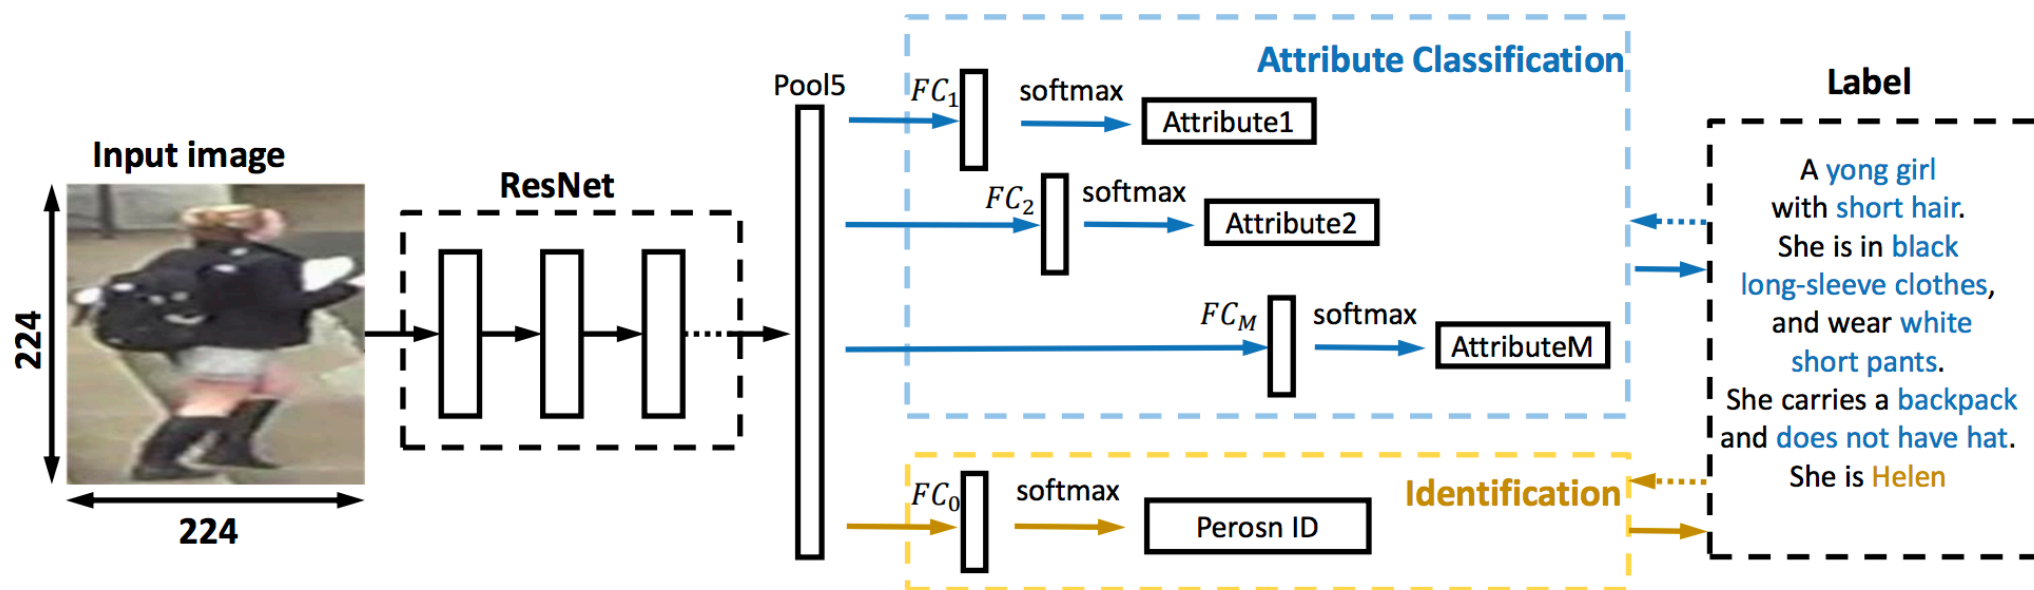 Input image
224
224
ResNet
Pool5
Attribute Classification
FC₁
softmax
Attribute1
FC₂
softmax
Attribute2
FC_M
softmax
AttributeM
Identification
FC₀
softmax
Perosn ID
Label
A yong girl
with short hair.
She is in black
long-sleeve clothes,
and wear white
short pants.
She carries a backpack
and does not have hat.
She is Helen